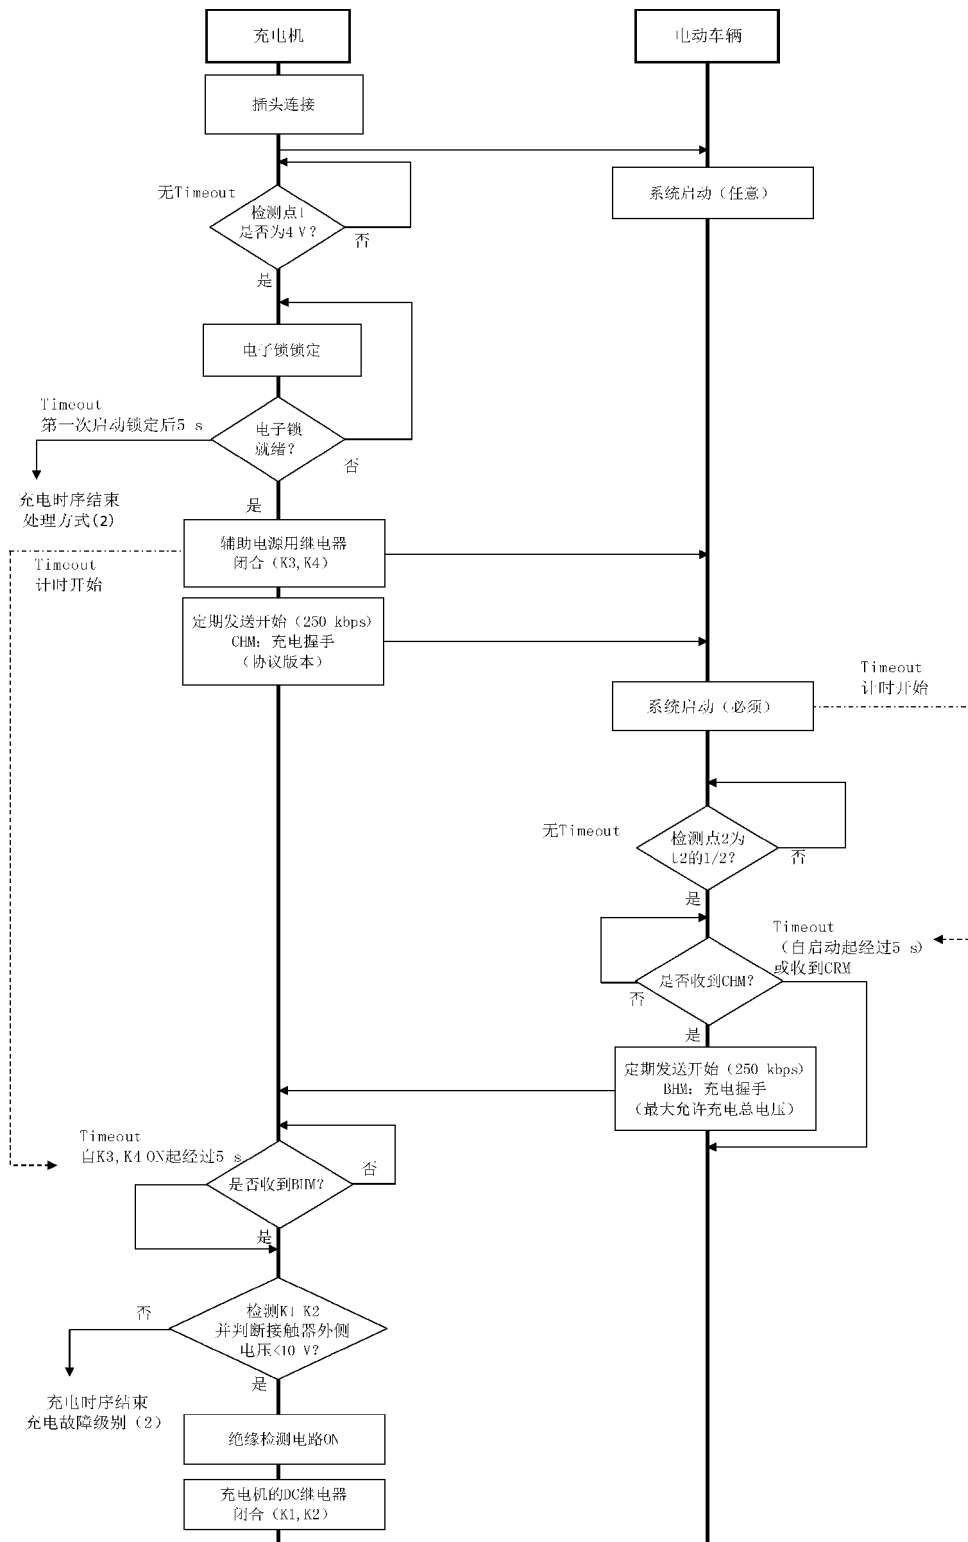 充电机
电动车辆
插头连接
系统启动（任意）
无Timeout
检测点1
是否为4 V？
否
是
电子锁锁定
Timeout
第一次启动锁定后5 s
电子锁
就绪？
否
充电时序结束
处理方式(2)
是
辅助电源用继电器
闭合（K3,K4）
Timeout
计时开始
定期发送开始（250 kbps）
CHM：充电握手
（协议版本）
Timeout
计时开始
系统启动（必须）
无Timeout
检测点2为
U2的1/2？
否
是
Timeout
（自启动起经过5 s）
或收到CRM
是否收到CHM？
否
是
定期发送开始（250 kbps）
BHM：充电握手
（最大允许充电总电压）
Timeout
自K3,K4 ON起经过5 s
是否收到BHM？
否
是
检测K1 K2
并判断接触器外侧
电压<10 V？
否
是
充电时序结束
充电故障级别（2）
绝缘检测电路ON
充电机的DC继电器
闭合（K1,K2）